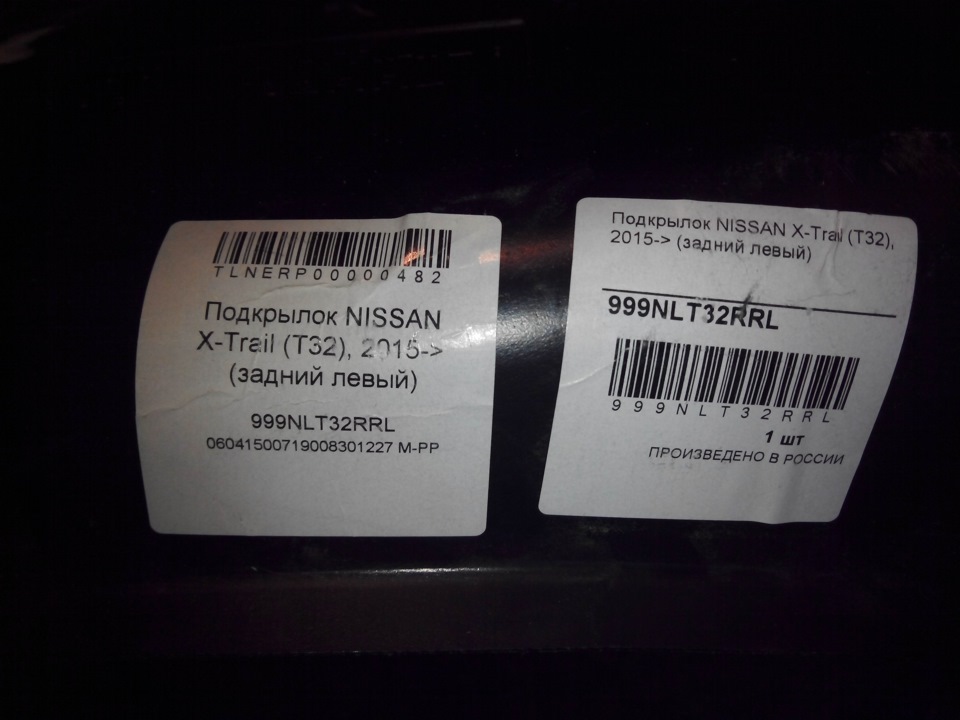 TLNERP00000482
Подкрылок NISSAN
X-Trail (T32), 2015->
(задний левый)
999NLT32RRL
06041500719008301227 M-PP
Подкрылок NISSAN X-Trail (T32),
2015-> (задний левый)
999NLT32RRL
999NLT32RRL
1 шт
ПРОИЗВЕДЕНО В РОССИИ